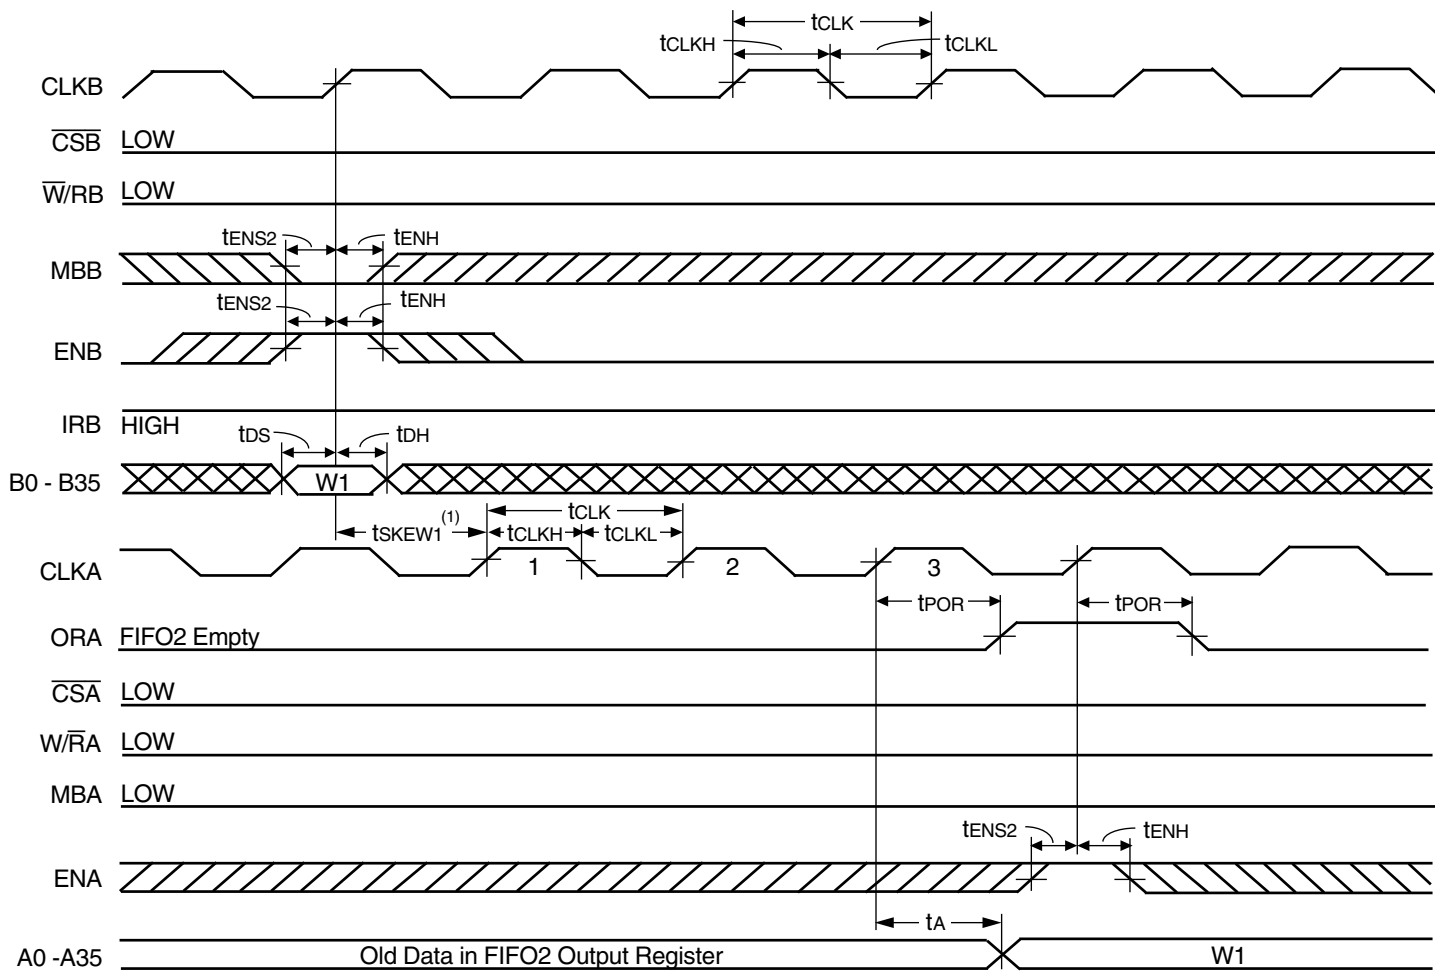 tCLK
tCLKH
tCLKL
CLKB
CSB LOW
W/RB LOW
tENS2
tENH
MBB
tENS2
tENH
ENB
IRB HIGH
tDS
tDH
B0 - B35
W1
tSKEW1(1)
tCLK
tCLKH
tCLKL
CLKA
1
2
3
tPOR
tPOR
ORA FIFO2 Empty
CSA LOW
W/RA LOW
MBA LOW
tENS2
tENH
ENA
tA
A0 -A35
Old Data in FIFO2 Output Register
W1